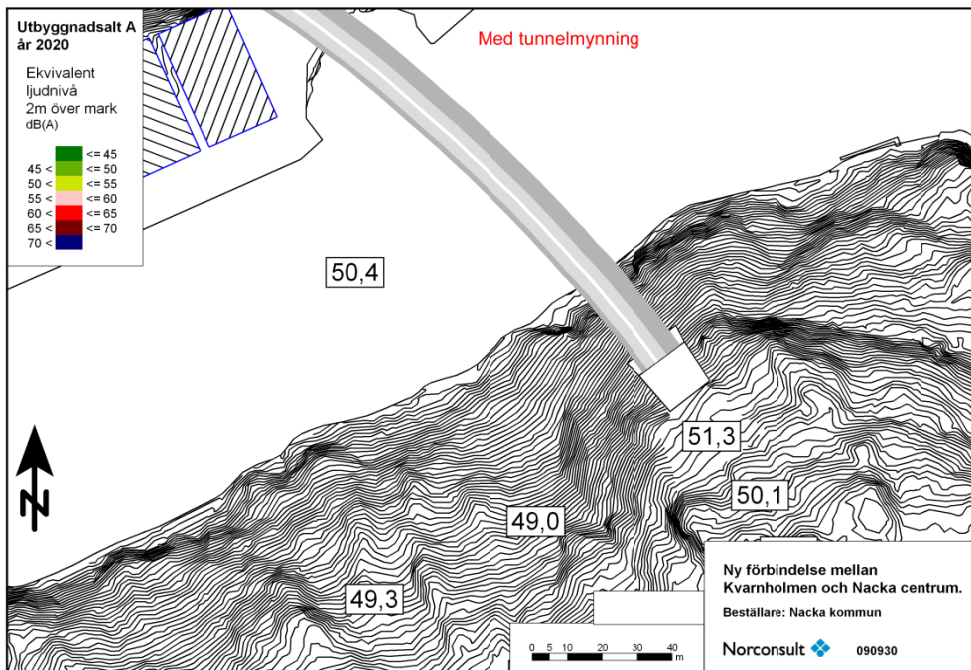 Utbyggnadsalt A
år 2020
Ekvivalent
ljudnivå
2m över mark
dB(A)
<= 45
45 < <= 50
50 < <= 55
55 < <= 60
60 < <= 65
65 < <= 70
70 <
Med tunnelmynning
50,4
51,3
50,1
49,0
49,3
N
0 5 10 20 30 40
m
Ny förbindelse mellan
Kvarnholmen och Nacka centrum.
Beställare: Nacka kommun
Norconsult 090930